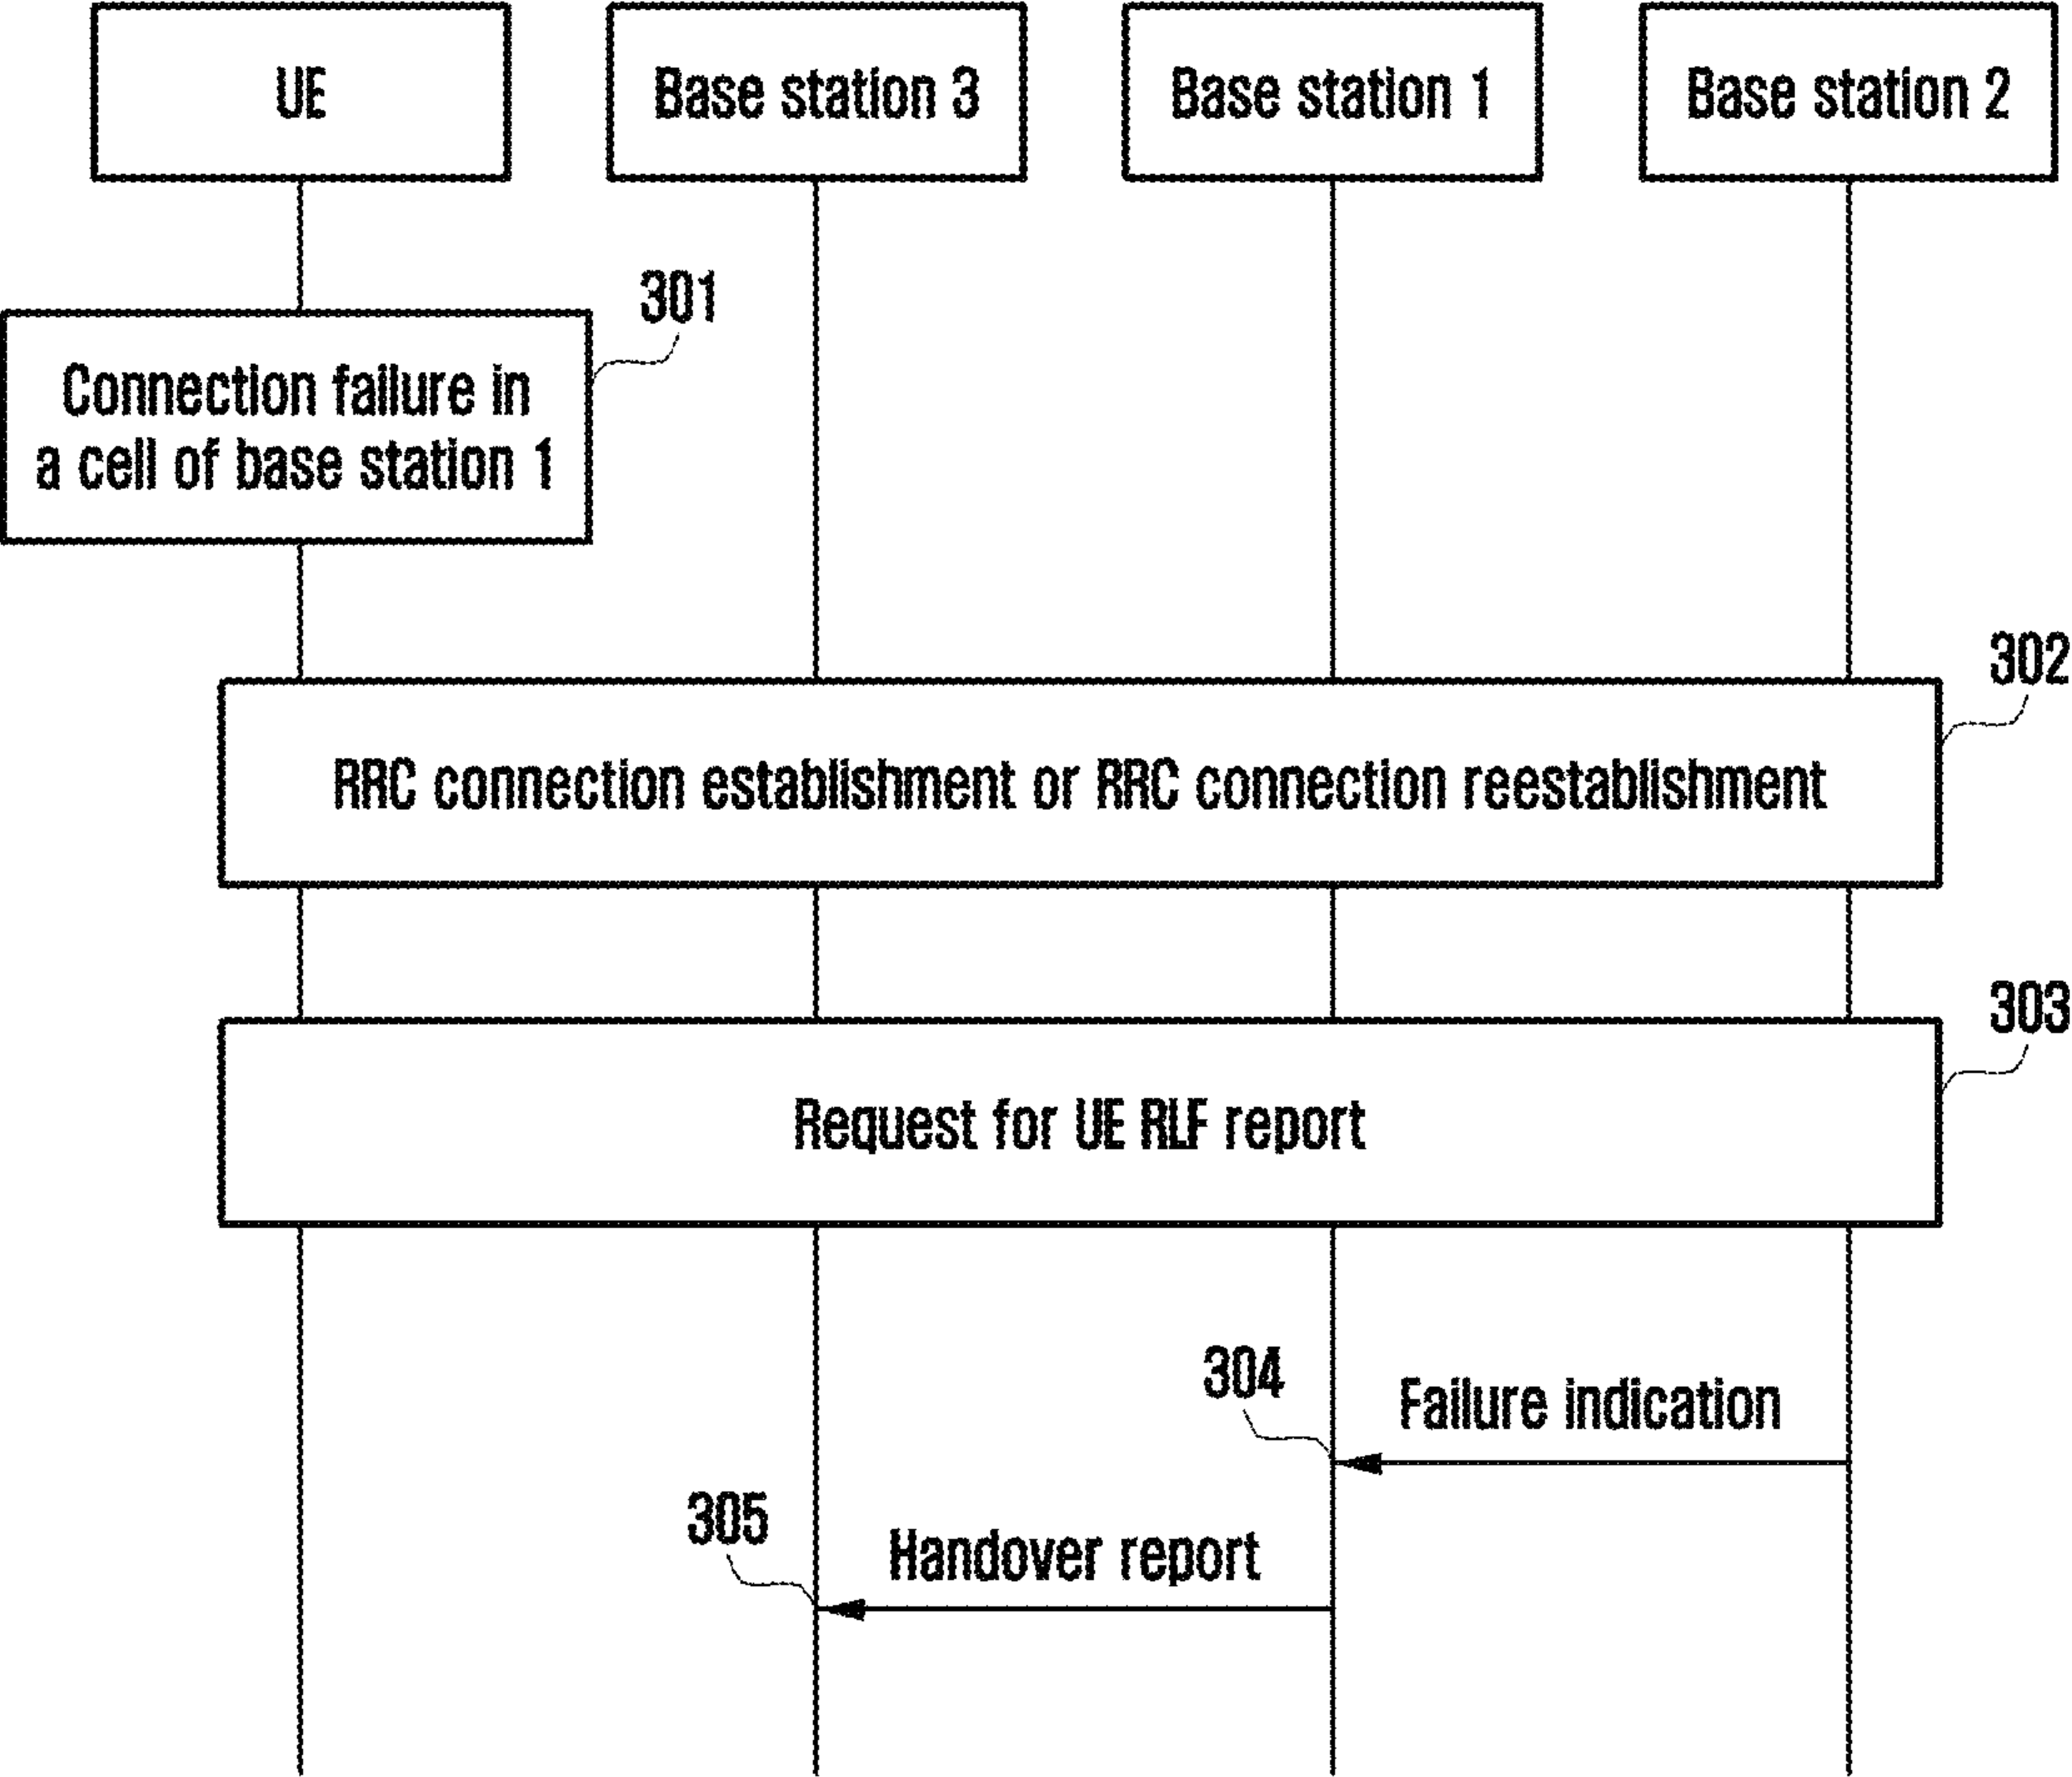 UE
Base station 3
Base station 1
Base station 2
301
Connection failure in
a cell of base station 1
302
RRC connection establishment or RRC connection reestablishment
303
Request for UE RLF report
304
Failure indication
305
Handover report